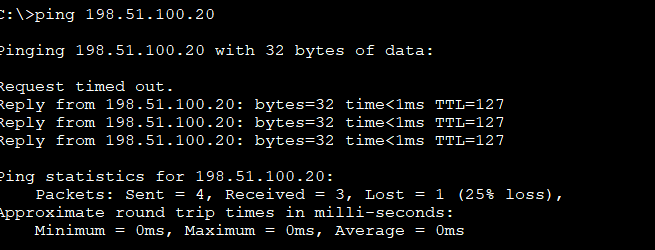 C:\>ping 198.51.100.20
Pinging 198.51.100.20 with 32 bytes of data:
Request timed out.
Reply from 198.51.100.20: bytes=32 time<1ms TTL=127
Reply from 198.51.100.20: bytes=32 time<1ms TTL=127
Reply from 198.51.100.20: bytes=32 time<1ms TTL=127
Ping statistics for 198.51.100.20:
    Packets: Sent = 4, Received = 3, Lost = 1 (25% loss),
Approximate round trip times in milli-seconds:
    Minimum = 0ms, Maximum = 0ms, Average = 0ms